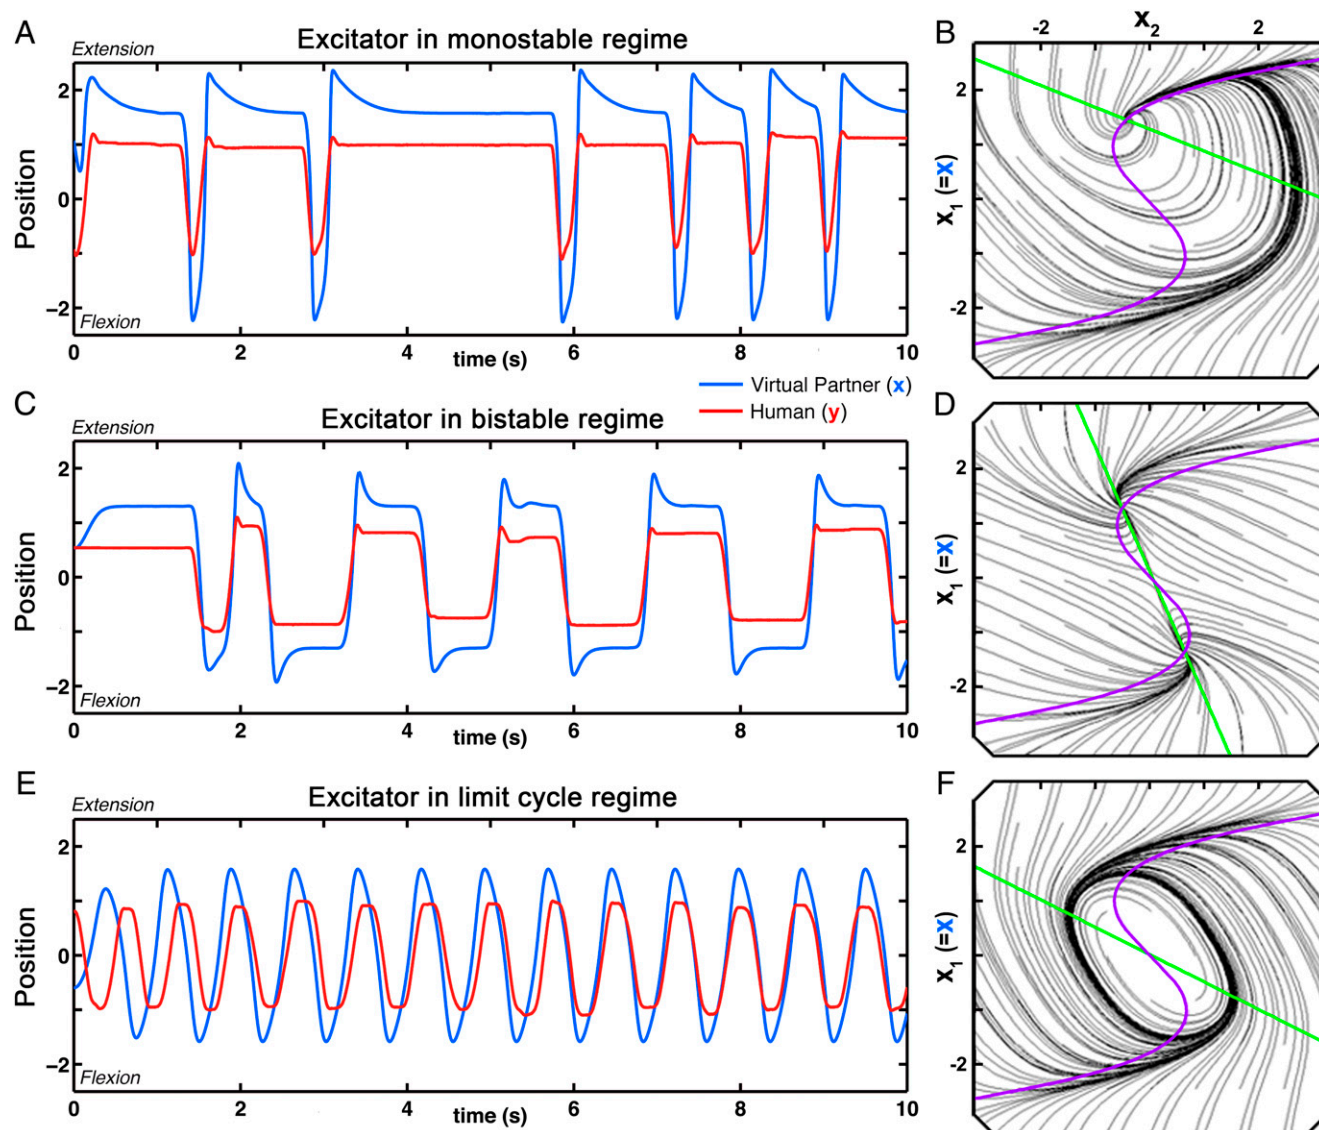 A
Extension
Excitator in monostable regime
Position
2
0
−2
Flexion
0
2
4
6
8
10
time (s)
B
x2
-2
2
2
-2
x1 (=x)
Virtual Partner (x)
Human (y)
C
Extension
Excitator in bistable regime
Position
2
0
−2
Flexion
0
2
4
6
8
10
time (s)
D
2
-2
x1 (=x)
E
Extension
Excitator in limit cycle regime
Position
2
0
−2
Flexion
0
2
4
6
8
10
time (s)
F
2
-2
x1 (=x)